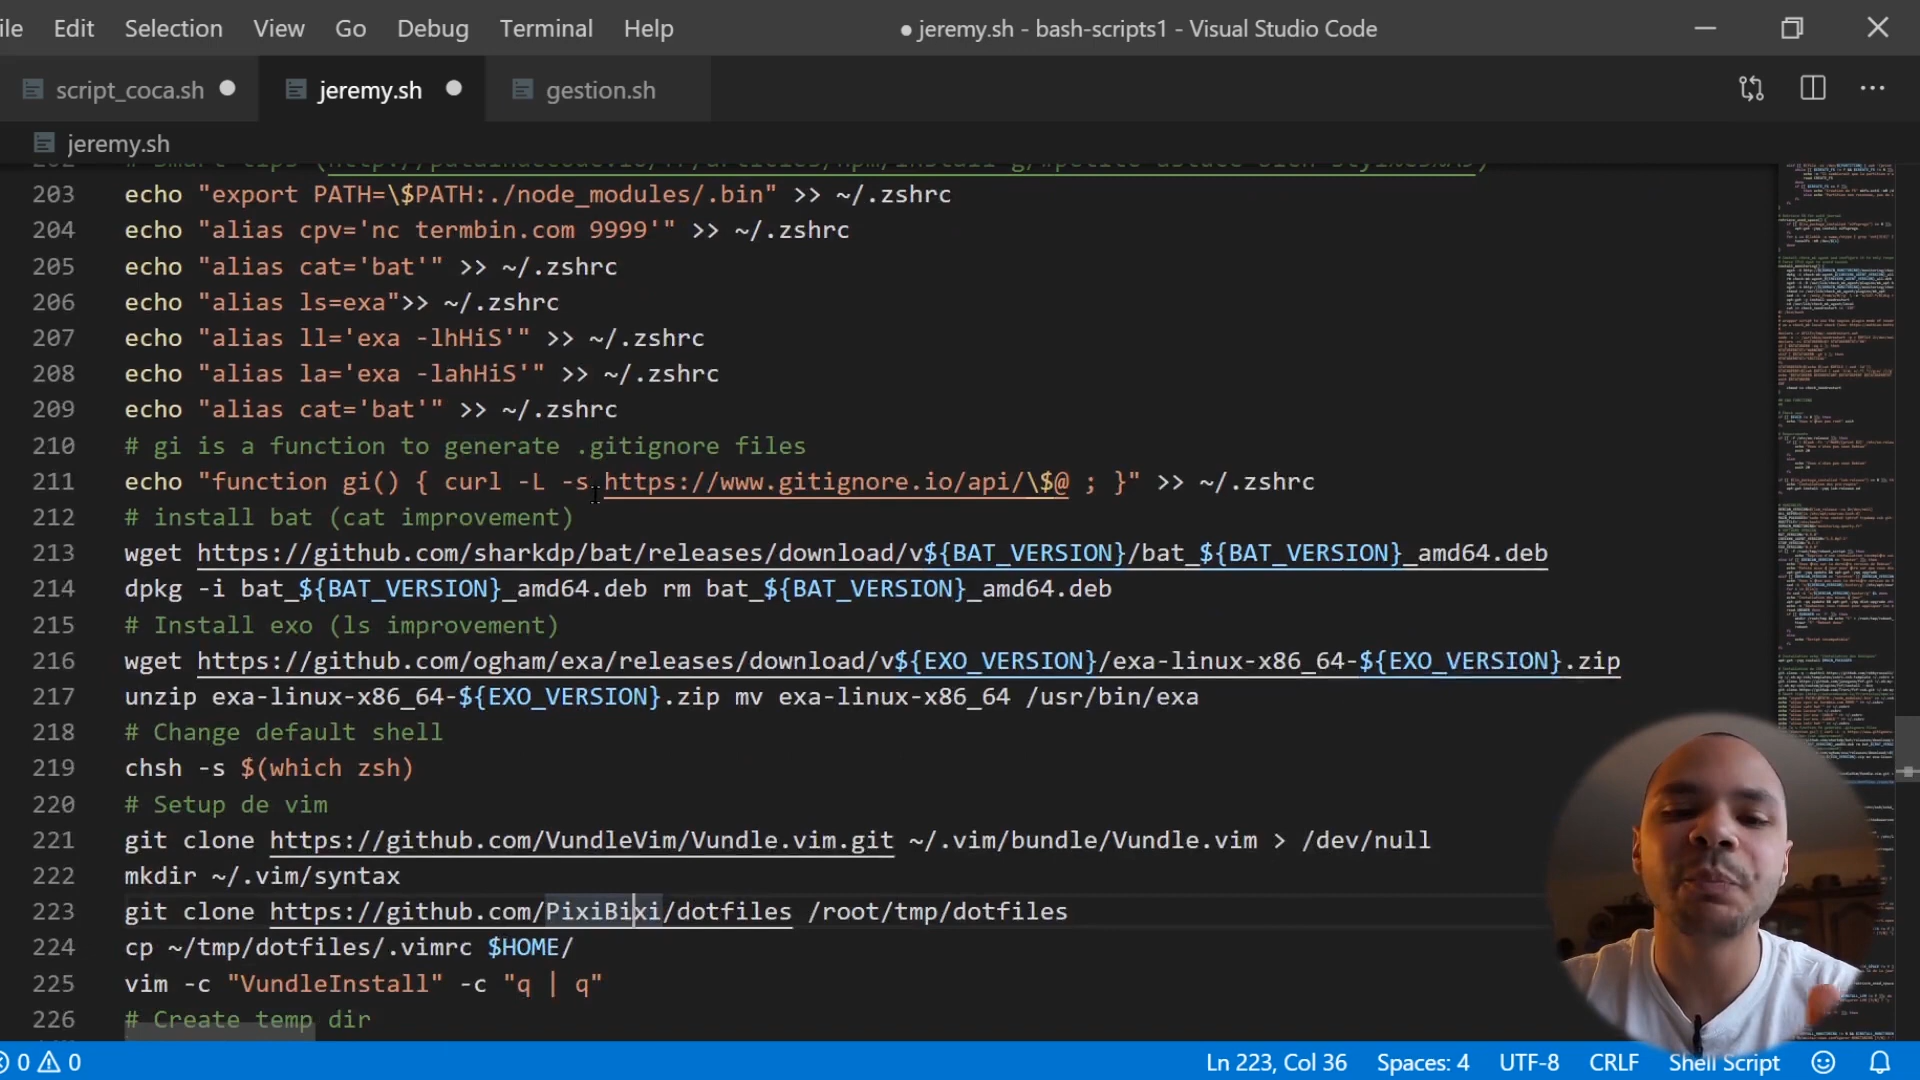 ile Edit Selection View Go Debug Terminal Help
● jeremy.sh - bash-scripts1 - Visual Studio Code
script_coca.sh
jeremy.sh
gestion.sh
jeremy.sh
203 echo "export PATH=\$PATH:./node_modules/.bin" >> ~/.zshrc
204 echo "alias cpv='nc termbin.com 9999'" >> ~/.zshrc
205 echo "alias cat='bat'" >> ~/.zshrc
206 echo "alias ls=exa">> ~/.zshrc
207 echo "alias ll='exa -lhHiS'" >> ~/.zshrc
208 echo "alias la='exa -lahHiS'" >> ~/.zshrc
209 echo "alias cat='bat'" >> ~/.zshrc
210 # gi is a function to generate .gitignore files
211 echo "function gi() { curl -L -s https://www.gitignore.io/api/\$@ ; }" >> ~/.zshrc
212 # install bat (cat improvement)
213 wget https://github.com/sharkdp/bat/releases/download/v${BAT_VERSION}/bat_${BAT_VERSION}_amd64.deb
214 dpkg -i bat_${BAT_VERSION}_amd64.deb rm bat_${BAT_VERSION}_amd64.deb
215 # Install exo (ls improvement)
216 wget https://github.com/ogham/exa/releases/download/v${EXO_VERSION}/exa-linux-x86_64-${EXO_VERSION}.zip
217 unzip exa-linux-x86_64-${EXO_VERSION}.zip mv exa-linux-x86_64 /usr/bin/exa
218 # Change default shell
219 chsh -s $(which zsh)
220 # Setup de vim
221 git clone https://github.com/VundleVim/Vundle.vim.git ~/.vim/bundle/Vundle.vim > /dev/null
222 mkdir ~/.vim/syntax
223 git clone https://github.com/PixiBixi/dotfiles /root/tmp/dotfiles
224 cp ~/tmp/dotfiles/.vimrc $HOME/
225 vim -c "VundleInstall" -c "q | q"
226 # Create temp dir
0 0 Ln 223, Col 36 Spaces: 4 UTF-8 CRLF Shell Script